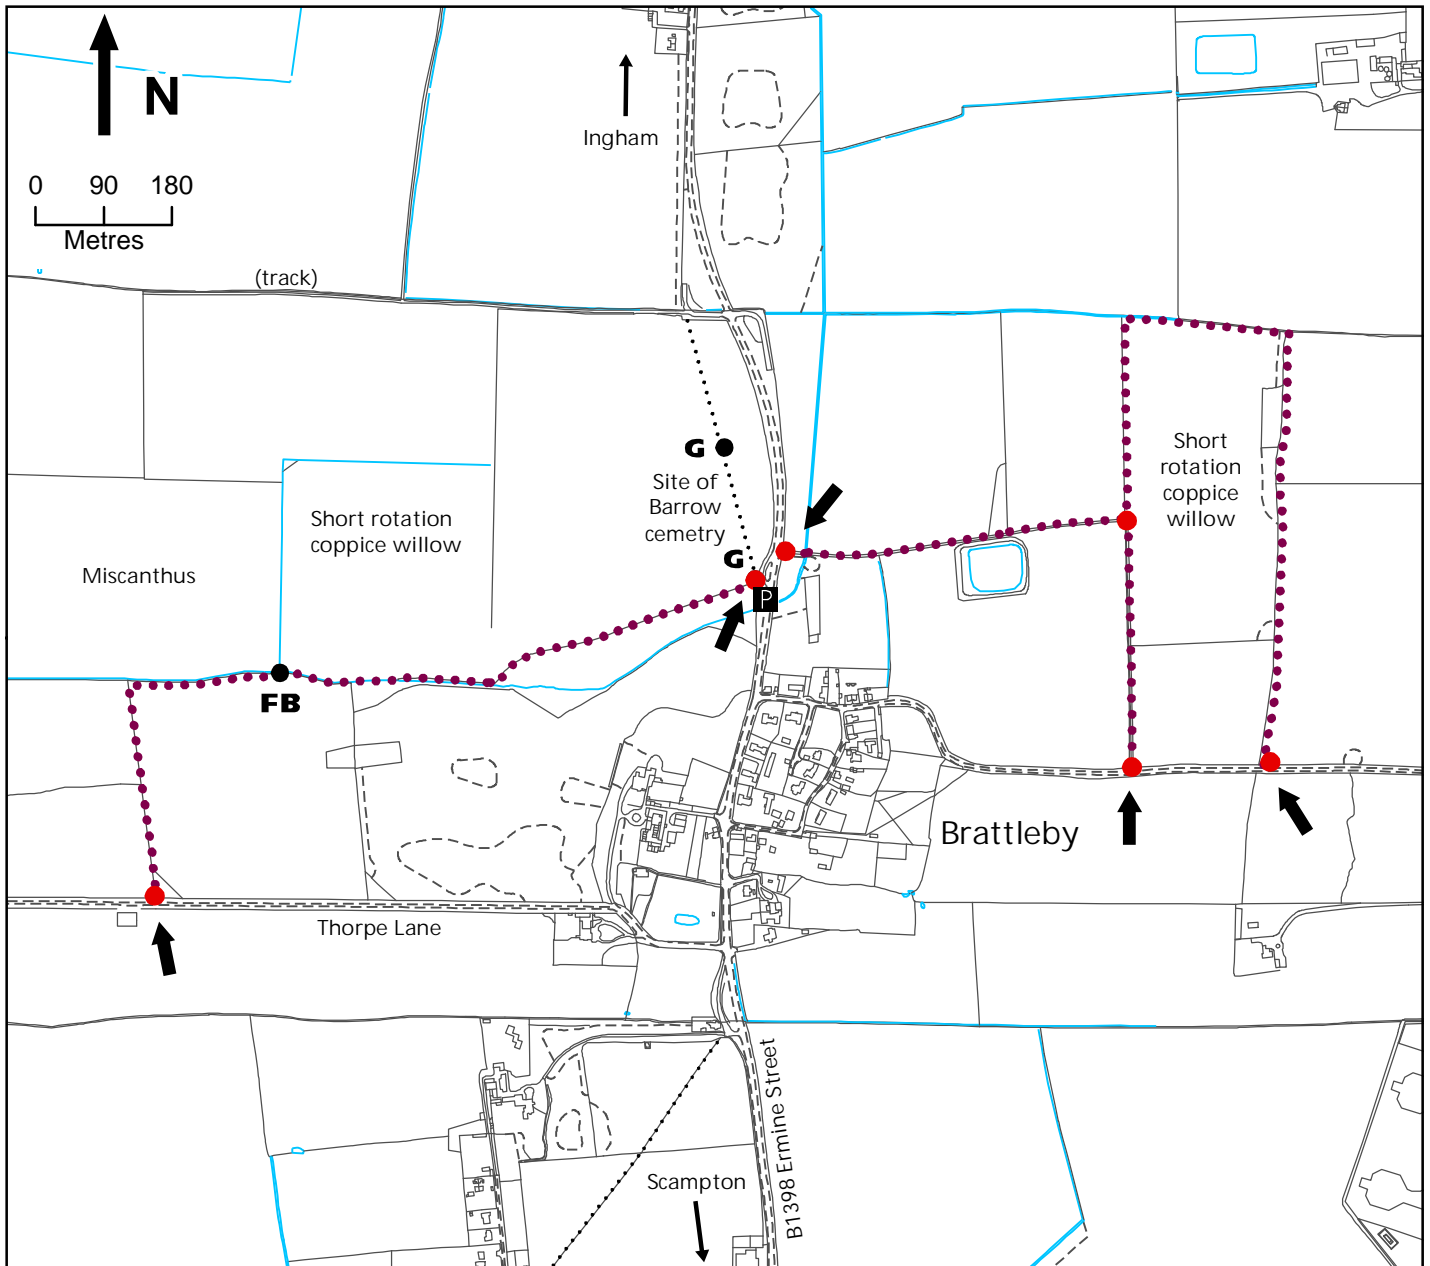 N
Ingham
0 90 180
Metres
(track)
G
Site of
Barrow
cemetry
G
P
Short
rotation
coppice
willow
Short rotation
coppice willow
Miscanthus
FB
Brattleby
Thorpe Lane
B1398 Ermine Street
Scampton